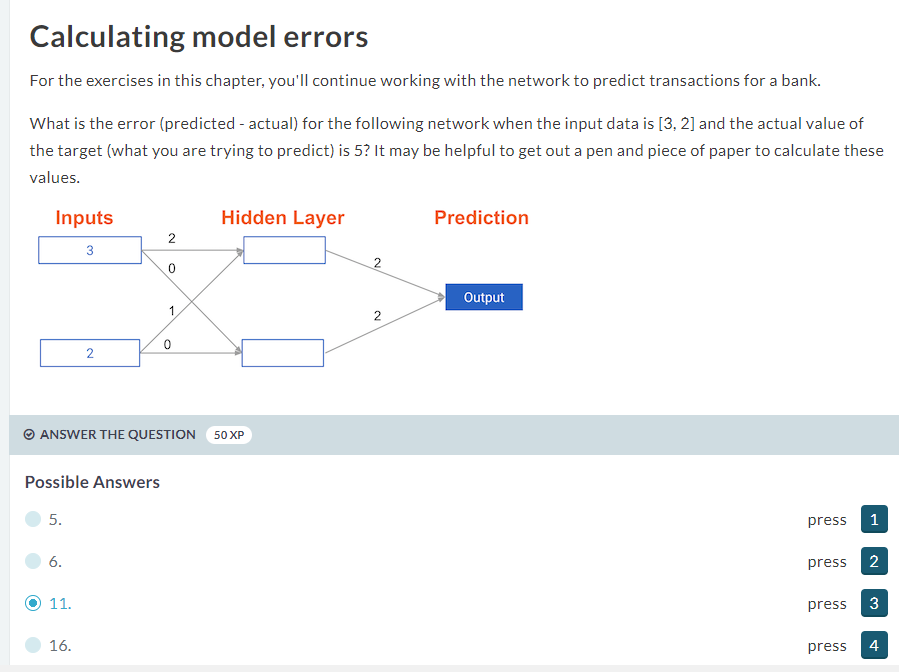 Calculating model errors
For the exercises in this chapter, you'll continue working with the network to predict transactions for a bank.
What is the error (predicted - actual) for the following network when the input data is [3, 2] and the actual value of
the target (what you are trying to predict) is 5? It may be helpful to get out a pen and piece of paper to calculate these
values.
Inputs Hidden Layer Prediction
2
3
2
0
Output
1
2
0
2
ANSWER THE QUESTION 50 XP
Possible Answers
5. press 1
6. press 2
11. press 3
16. press 4